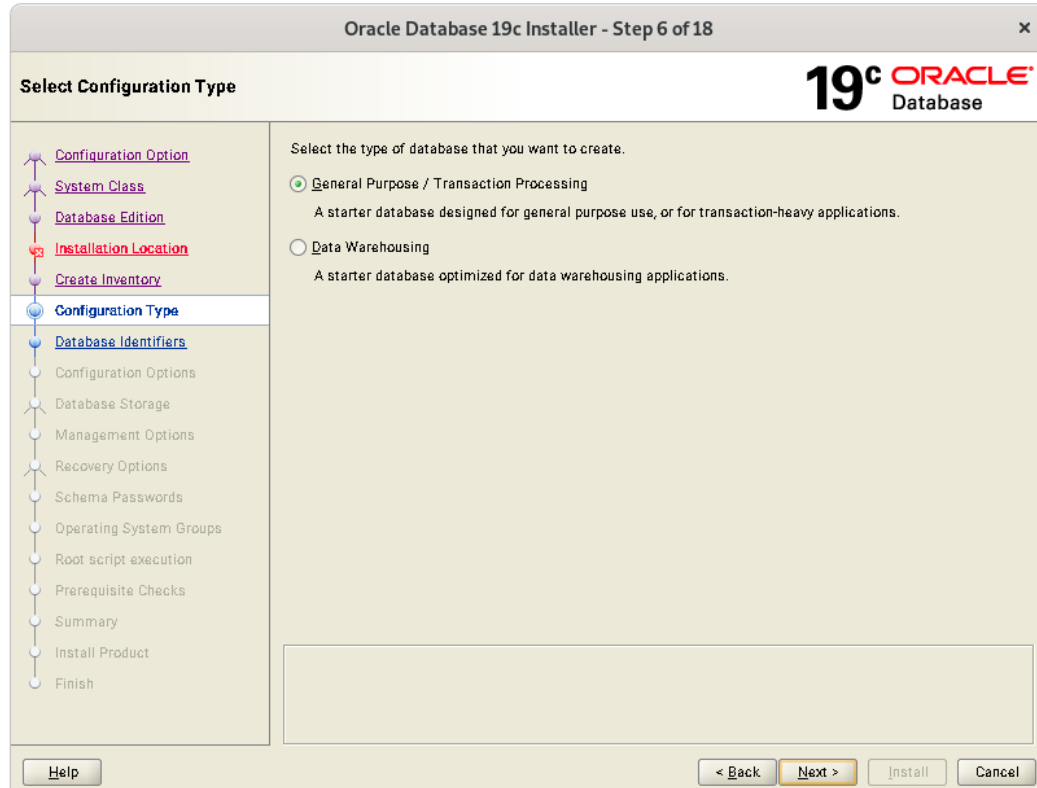 Oracle Database 19c Installer - Step 6 of 18
×
Select Configuration Type
19c ORACLE
Database
Configuration Option
System Class
Database Edition
Installation Location
Create Inventory
Configuration Type
Database Identifiers
Configuration Options
Database Storage
Management Options
Recovery Options
Schema Passwords
Operating System Groups
Root script execution
Prerequisite Checks
Summary
Install Product
Finish
Select the type of database that you want to create.
General Purpose / Transaction Processing
A starter database designed for general purpose use, or for transaction-heavy applications.
Data Warehousing
A starter database optimized for data warehousing applications.
Help
< Back
Next >
Install
Cancel